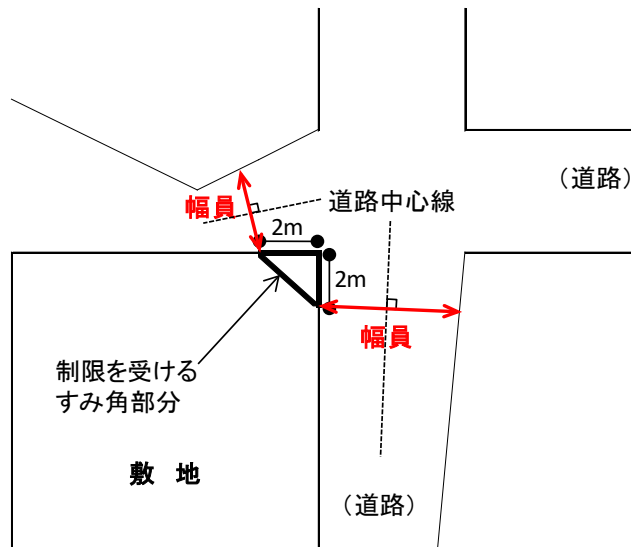 （道路）
道路中心線
幅員
2m
2m
幅員
制限を受ける
すみ角部分
敷 地
（道路）